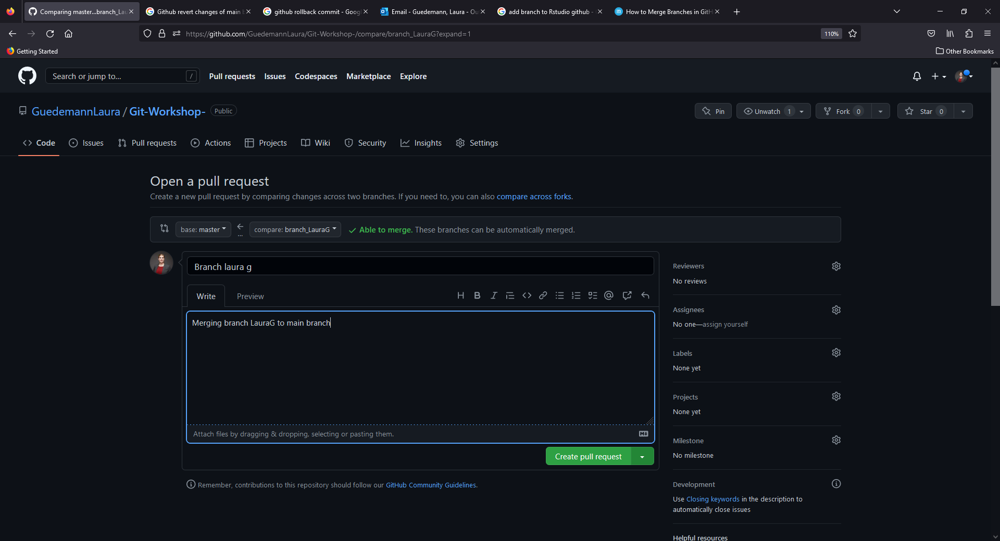 Comparing master...branch_Lau
Github revert changes of main b
github rollback commit - Goog
Email - Guedemann, Laura - Ou
add branch to Rstudio github -
How to Merge Branches in GitH
https://github.com/GuedemannLaura/Git-Workshop-/compare/branch_LauraG?expand=1
110%
Getting Started
Other Bookmarks
Search or jump to...
/
Pull requests
Issues
Codespaces
Marketplace
Explore
GuedemannLaura / Git-Workshop-
Public
Pin
Unwatch 1
Fork 0
Star 0
Code
Issues
Pull requests
Actions
Projects
Wiki
Security
Insights
Settings
Open a pull request
Create a new pull request by comparing changes across two branches. If you need to, you can also compare across forks.
base: master
...
compare: branch_LauraG
Able to merge. These branches can be automatically merged.
Branch laura g
Write
Preview
Merging branch LauraG to main branch
Attach files by dragging & dropping, selecting or pasting them.
Create pull request
Remember, contributions to this repository should follow our GitHub Community Guidelines.
Reviewers
No reviews
Assignees
No one—assign yourself
Labels
None yet
Projects
None yet
Milestone
No milestone
Development
Use Closing keywords in the description to
automatically close issues
Helpful resources